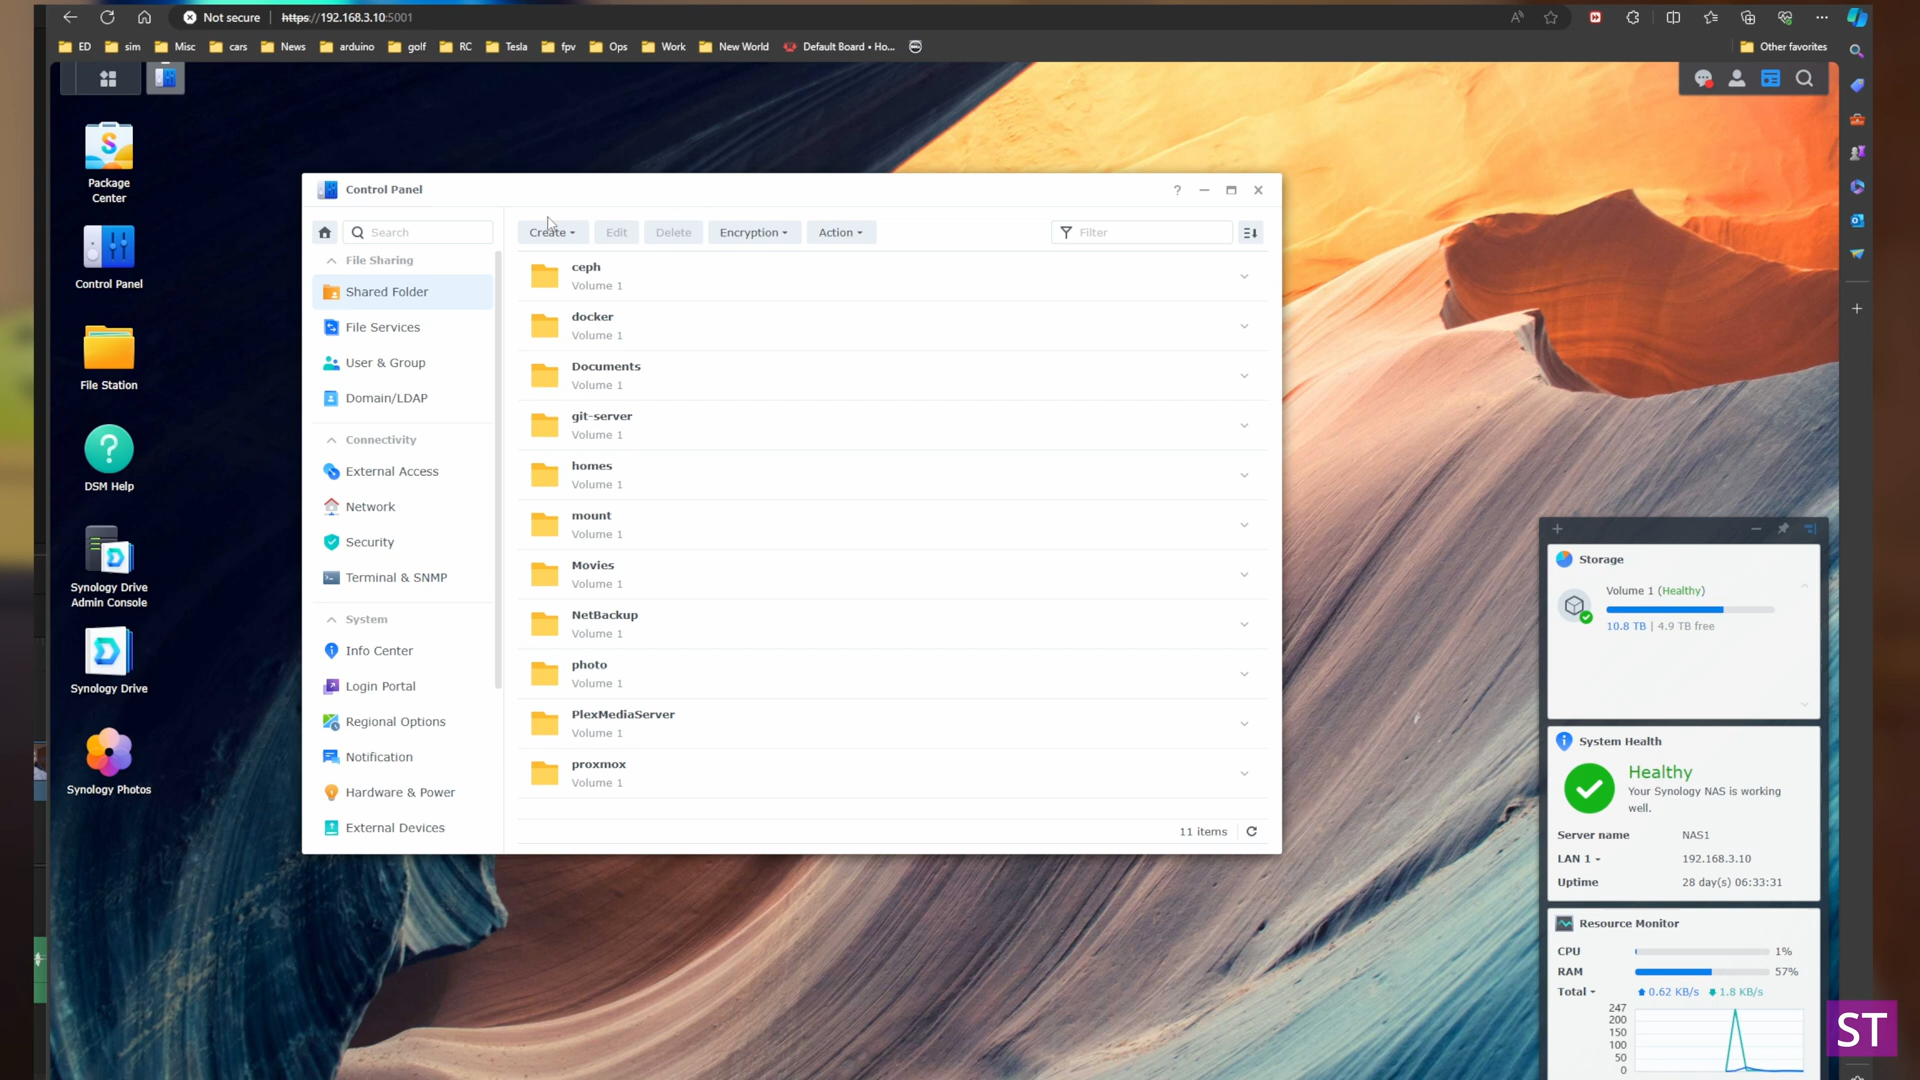 Not secure | https://192.168.3.10:5001
ED sim Misc cars News arduino golf RC Tesla fpv Ops Work New World Default Board • Ho... Other favorites
Package
Center
Control Panel
File Station
DSM Help
Synology Drive
Admin Console
Synology Drive
Synology Photos
Control Panel
Search
File Sharing
Shared Folder
File Services
User & Group
Domain/LDAP
Connectivity
External Access
Network
Security
Terminal & SNMP
System
Info Center
Login Portal
Regional Options
Notification
Hardware & Power
External Devices
Create Edit Delete Encryption Action Filter
ceph
Volume 1
docker
Volume 1
Documents
Volume 1
git-server
Volume 1
homes
Volume 1
mount
Volume 1
Movies
Volume 1
NetBackup
Volume 1
photo
Volume 1
PlexMediaServer
Volume 1
proxmox
Volume 1
11 items
Storage
Volume 1 (Healthy)
10.8 TB | 4.9 TB free
System Health
Healthy
Your Synology NAS is working
well.
Server name NAS1
LAN 1 192.168.3.10
Uptime 28 day(s) 06:33:31
Resource Monitor
CPU 1%
RAM 57%
Total 0.62 KB/s 1.8 KB/s
247
200
150
100
50
0
ST